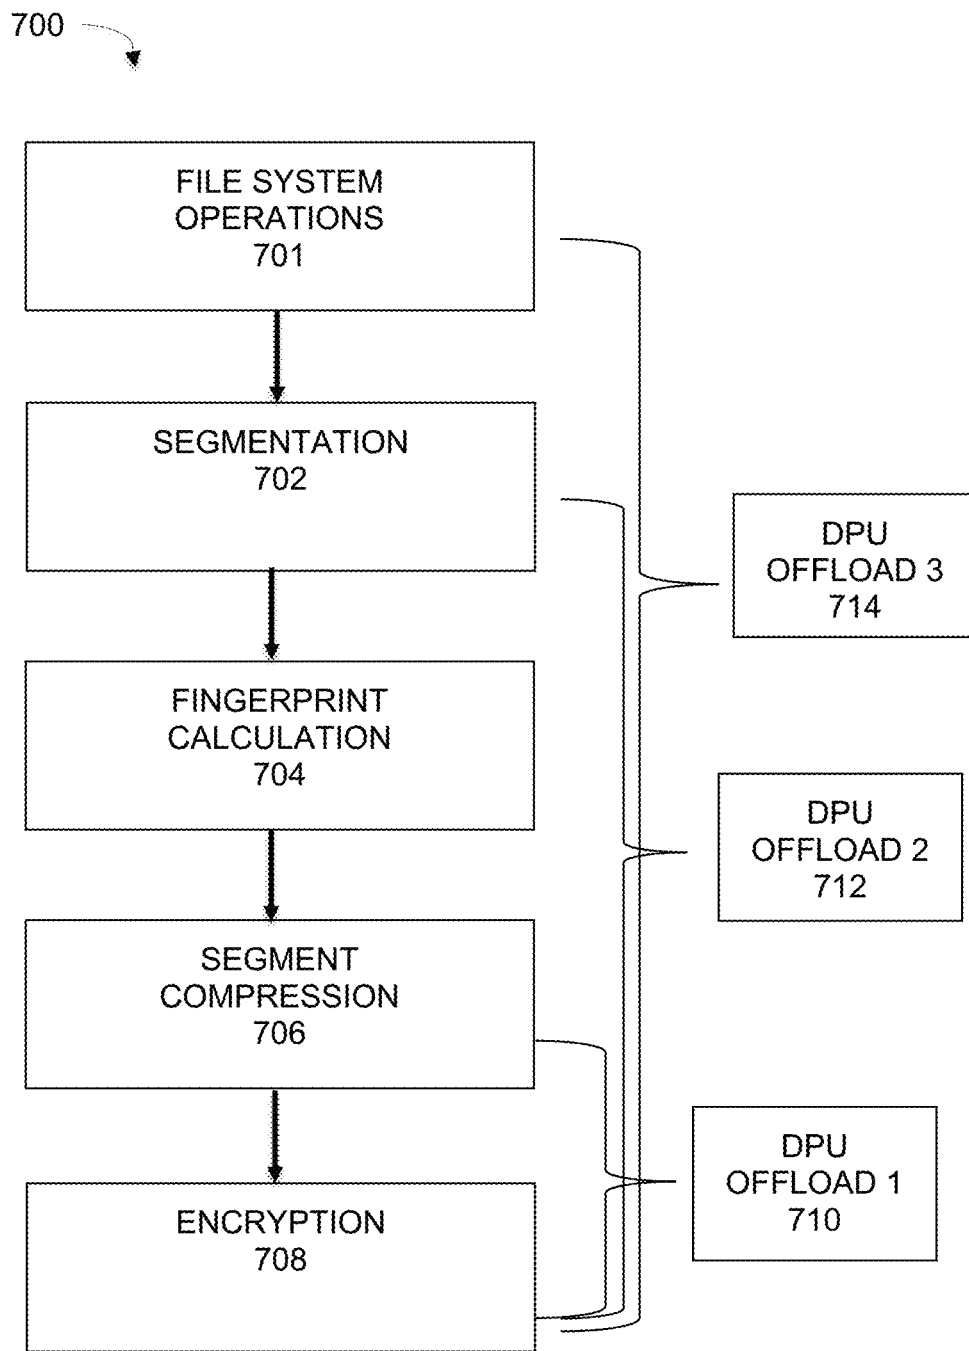 700
FILE SYSTEM
OPERATIONS
701
SEGMENTATION
702
DPU
OFFLOAD 3
714
FINGERPRINT
CALCULATION
704
DPU
OFFLOAD 2
712
SEGMENT
COMPRESSION
706
DPU
OFFLOAD 1
710
ENCRYPTION
708